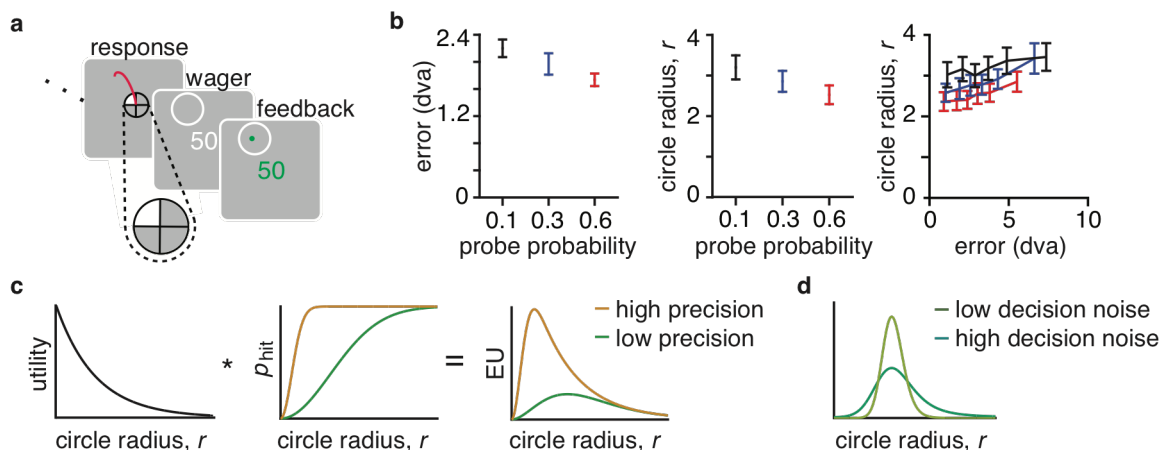 a
response
wager
feedback
50
50
b
error (dva)
2.4
1.2
0
0.1 0.3 0.6
probe probability
circle radius, r
4
2
0
0.1 0.3 0.6
probe probability
circle radius, r
4
2
0
0 5 10
error (dva)
c
utility
circle radius, r
*
phit
circle radius, r
=
EU
high precision
low precision
circle radius, r
d
low decision noise
high decision noise
circle radius, r